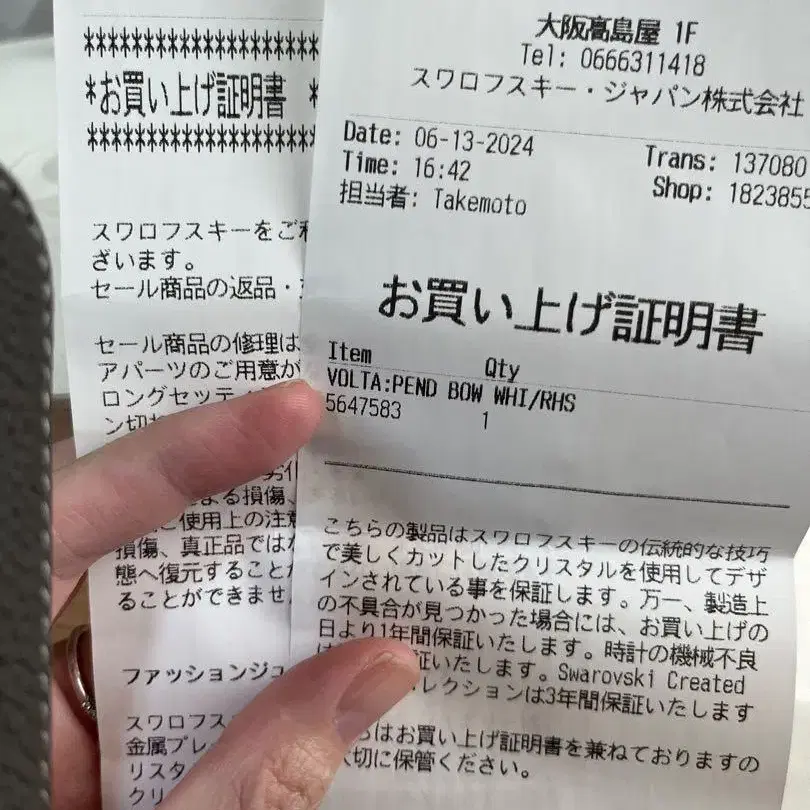 ********************
*お買い上げ証明書 *
********************
スワロフスキーをご利
ざいます。
セール商品の返品・
セール商品の修理は
アパーツのご用意が
ロングセッティ
ン切
による損傷、
ご使用上の注意
損傷、真正品ではな
態へ復元すること
ることができませ
ファッションジュ
スワロフス
金属プレ
リスタ
クリ
大阪髙島屋 1F
Tel: 0666311418
スワロフスキー・ジャパン株式会社
Date: 06-13-2024 Trans: 137080
Time: 16:42 Shop: 1823855
担当者: Takemoto
お買い上げ証明書
Item Qty
VOLTA:PEND BOW WHI/RHS
5647583 1
こちらの製品はスワロフスキーの伝統的な技巧
で美しくカットしたクリスタルを使用してデザ
インされている事を保証します。万一、製造上
の不具合が見つかった場合には、お買い上げの
日より1年間保証いたします。時計の機械不良
証いたします。Swarovski Created
レクションは3年間保証いたします
はお買い上げ証明書を兼ねておりますの
切に保管ください。